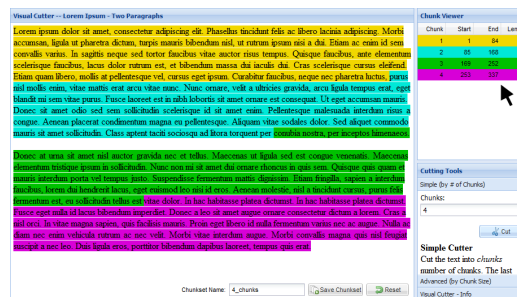 Visual Cutter -- Lorem Ipsum - Two Paragraphs
Lorem ipsum dolor sit amet, consectetur adipiscing elit. Phasellus tincidunt felis ac libero lacinia adipiscing. Morbi
accumsan, ligula ut pharetra dictum, turpis mauris bibendum nisl, ut rutrum ipsum nisi a dui. Etiam ac enim id sem
convallis varius. In sagittis neque sed tortor faucibus vitae auctor risus tempus. Quisque faucibus, ante elementum
scelerisque faucibus, lacus dolor rutrum est, et bibendum massa dui iaculis dui. Cras scelerisque cursus eleifend.
Etiam quam libero, mollis at pellentesque vel, cursus eget ipsum. Curabitur faucibus, neque nec pharetra luctus, purus
nisl mollis enim, vitae mattis erat arcu vitae nunc. Nunc ornare, velit a ultricies gravida, arcu ligula tempus erat, eget
blandit mi sem vitae purus. Fusce laoreet est in nibh lobortis sit amet ornare est consequat. Ut eget accumsan mauris.
Donec sit amet odio sed sem sollicitudin scelerisque id sit amet enim. Pellentesque malesuada interdum risus a
congue. Aenean placerat condimentum magna eu pellentesque. Aliquam vitae sodales dolor. Sed aliquet commodo
mauris sit amet sollicitudin. Class aptent taciti sociosqu ad litora torquent per conubia nostra, per inceptos himenaeos.
Donec at urna sit amet nisl auctor gravida nec et tellus. Maecenas ut ligula sed est congue venenatis. Maecenas
elementum tristique ipsum in sollicitudin. Nunc non mi sit amet dui ornare rhoncus in quis sem. Quisque quis quam et
mauris interdum porta vel tempus justo. Suspendisse fermentum mattis dignissim. Etiam fringilla, sapien a interdum
faucibus, lorem dui hendrerit lacus, eget euismod leo nisi id eros. Aenean molestie, nisl a tincidunt cursus, purus felis
fermentum est, eu sollicitudin tellus est vitae dolor. In hac habitasse platea dictumst. In hac habitasse platea dictumst.
Fusce eget nulla id lacus bibendum imperdiet. Donec a leo sit amet augue ornare consectetur dictum a lorem. Cras a
nisl orci. In vitae magna sapien, quis facilisis mauris. Proin eget libero id nulla fermentum varius nec ac augue. Nulla ac
diam nec enim vehicula rutrum ac nec velit. Morbi vitae interdum augue. Morbi convallis magna quis nisl feugiat
suscipit a nec leo. Duis ligula eros, porttitor bibendum dapibus laoreet, tempus quis erat.
Chunkset Name: 4_chunks Save Chunkset Reset
Chunk Viewer
Chunk Start End Len
1 1 84
2 85 168
3 169 252
4 253 337
Cutting Tools
Simple (by # of Chunks)
Chunks:
4
Cut
Simple Cutter
Cut the text into chunks
number of chunks. The last
Advanced (by Chunk Size)
Visual Cutter - Info